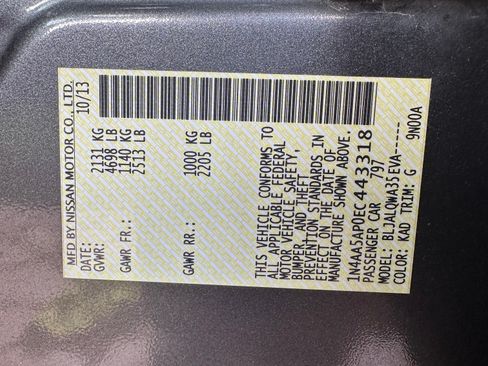 MFD BY NISSAN MOTOR CO., LTD.
DATE: 10/13
GVWR: 2131 KG
4698 LB
GAWR FR.: 1140 KG
2513 LB
GAWR RR.: 1000 KG
2205 LB
THIS VEHICLE CONFORMS TO
ALL APPLICABLE FEDERAL
MOTOR VEHICLE SAFETY,
BUMPER, AND THEFT
PREVENTION STANDARDS IN
EFFECT ON THE DATE OF
MANUFACTURE SHOWN ABOVE.
1N4AA5AP0EC443318
PASSENGER CAR 797
MODEL: BLJALQWA35EVA-----
COLOR: KAD TRIM: G 9N00A